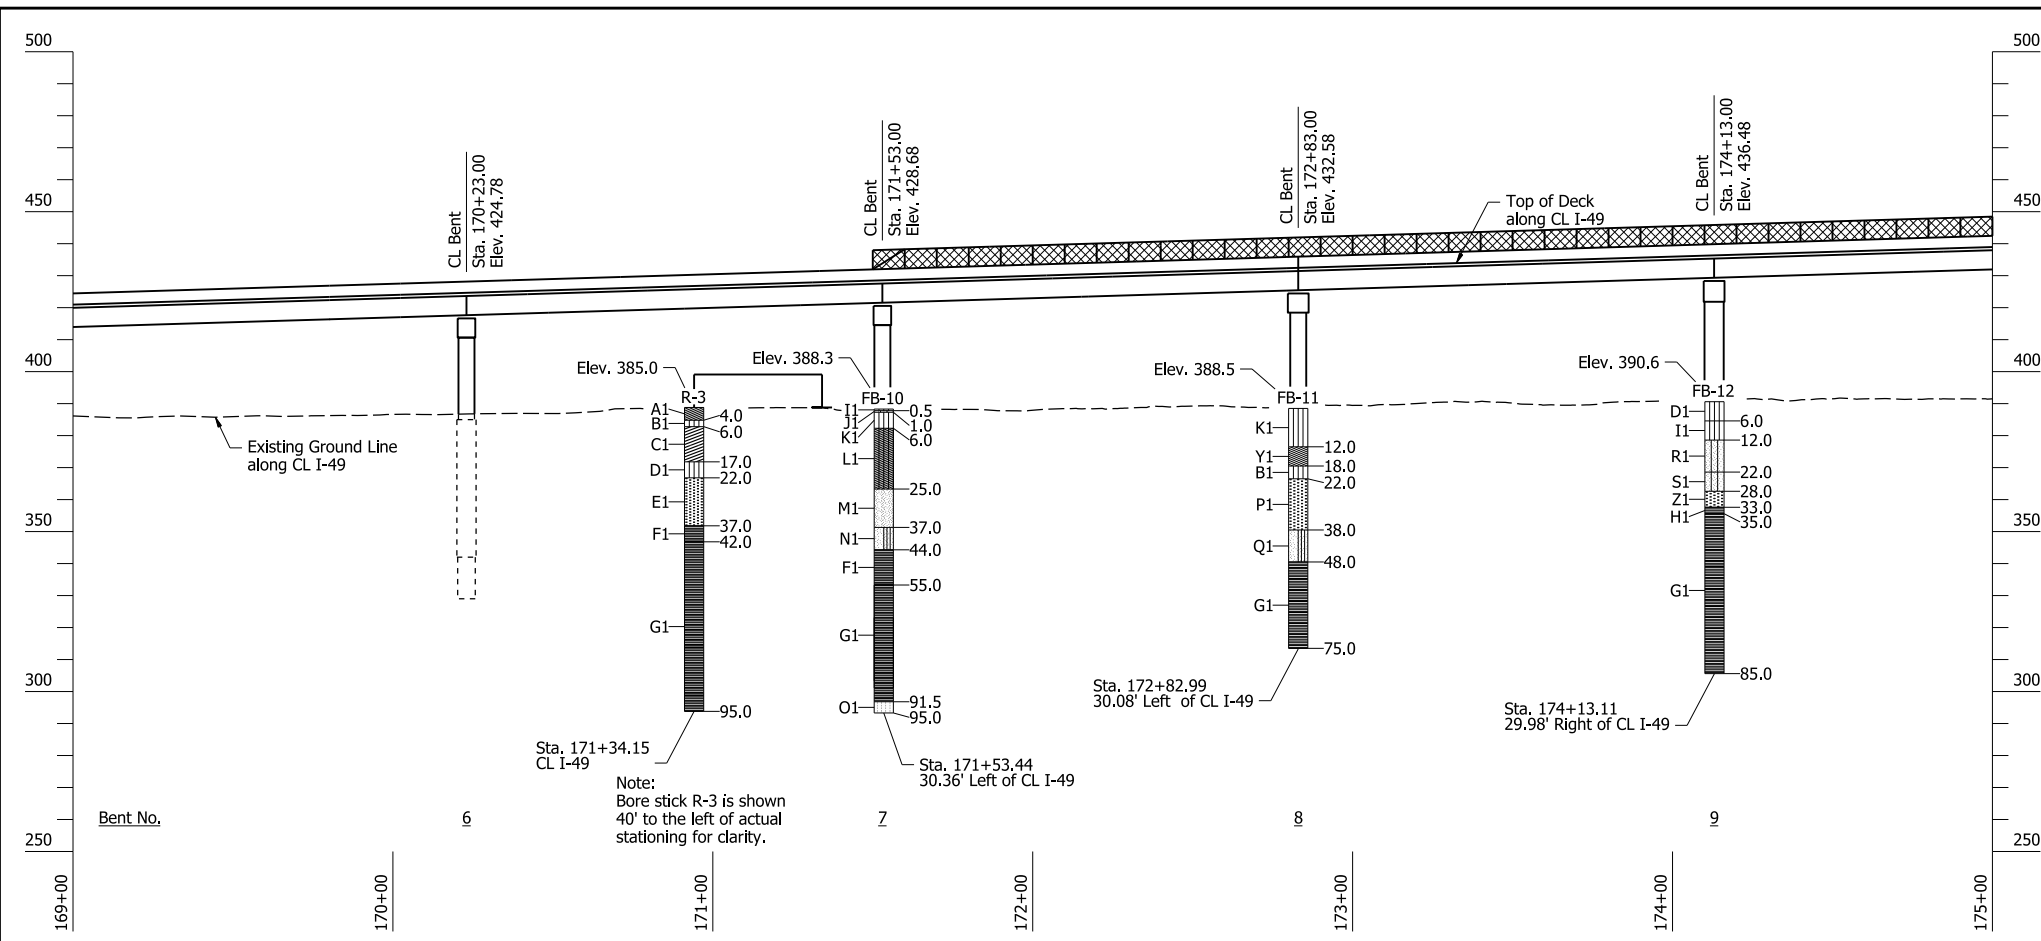 500
450
400
350
300
250
500
450
400
350
300
250
CL Bent
Sta. 170+23.00
Elev. 424.78
CL Bent
Sta. 171+53.00
Elev. 428.68
CL Bent
Sta. 172+83.00
Elev. 432.58
CL Bent
Sta. 174+13.00
Elev. 436.48
Top of Deck
along CL I-49
Existing Ground Line
along CL I-49
Elev. 385.0
R-3
A1
B1
C1
D1
E1
F1
G1
4.0
6.0
17.0
22.0
37.0
42.0
95.0
Sta. 171+34.15
CL I-49
Note:
Bore stick R-3 is shown
40' to the left of actual
stationing for clarity.
Elev. 388.3
FB-10
I1
J1
K1
L1
M1
N1
F1
G1
O1
0.5
1.0
6.0
25.0
37.0
44.0
55.0
91.5
95.0
Sta. 171+53.44
30.36' Left of CL I-49
Elev. 388.5
FB-11
K1
Y1
B1
P1
Q1
G1
12.0
18.0
22.0
38.0
48.0
75.0
Sta. 172+82.99
30.08' Left of CL I-49
Elev. 390.6
FB-12
D1
I1
R1
S1
Z1
H1
G1
6.0
12.0
22.0
28.0
33.0
35.0
85.0
Sta. 174+13.11
29.98' Right of CL I-49
Bent No.
6
7
8
9
169+00
170+00
171+00
172+00
173+00
174+00
175+00